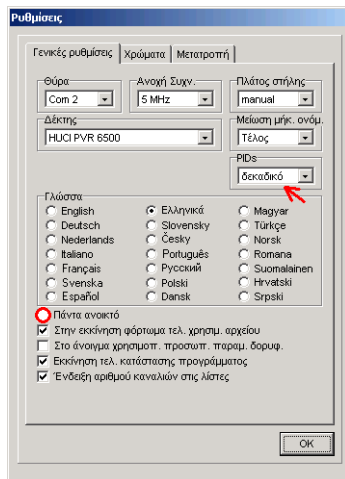 Ρυθμίσεις
Γενικές ρυθμίσεις Χρώματα Μετατροπή
Θύρα Ανοχή Συχν. Πλάτος στήλης
Com 2 5 MHz manual
Δέκτης Μείωση μήκ. ονόμ.
HUCI PVR 6500 Τέλος
PIDs
δεκαδικό
Γλώσσα
English Ελληνικά Magyar
Deutsch Slovensky Türkçe
Nederlands Česky Norsk
Italiano Português Romana
Français Русский Suomalainen
Svenska Polski Hrvatski
Español Dansk Srpski
Πάντα ανοικτό
Στην εκκίνηση φόρτωμα τελ. χρησιμ. αρχείου
Στο άνοιγμα χρησιμοπ. προσωπ. παραμ. δορυφ.
Εκκίνηση τελ. κατάστασης προγράμματος
Ένδειξη αριθμού καναλιών στις λίστες
OK